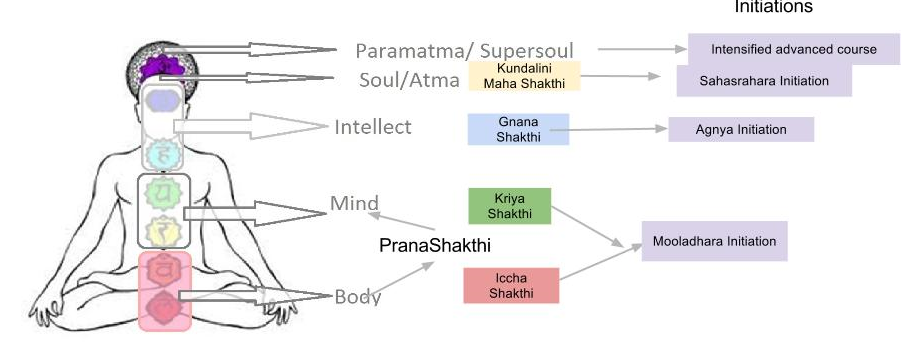 Initiations
Paramatma/ Supersoul
Intensified advanced course
Soul/Atma
Kundalini
Maha Shakthi
Sahasrahara Initiation
Intellect
Gnana
Shakthi
Agnya Initiation
ह
य
Mind
Kriya
Shakthi
र
PranaShakthi
Mooladhara Initiation
व
Iccha
Shakthi
Body